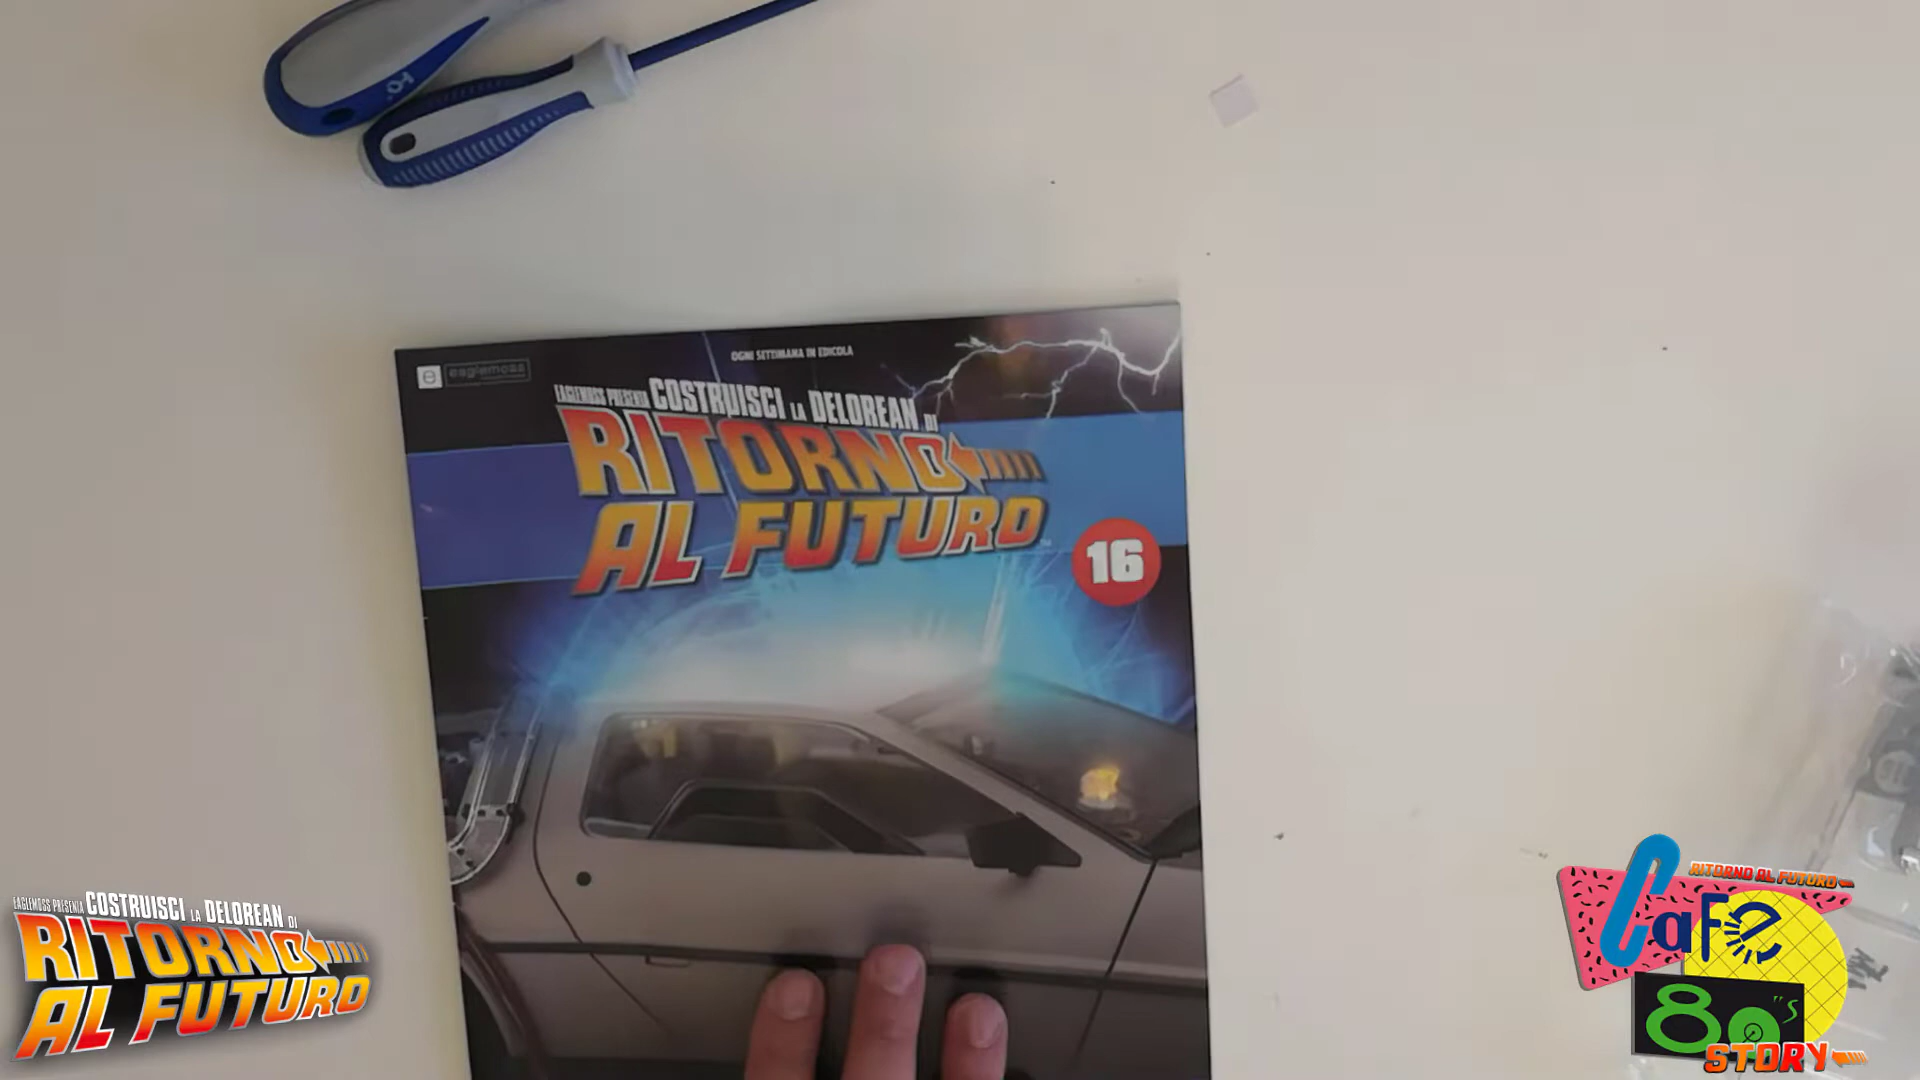 e eaglemoss
OGNI SETTIMANA IN EDICOLA
EAGLEMOSS PRESENTA COSTRUISCI LA DELOREAN DI
RITORNO
AL FUTURO
16
EAGLEMOSS PRESENTA COSTRUISCI LA DELOREAN DI
RITORNO
AL FUTURO
RITORNO AL FUTURO
Cafe
80"s
STORY